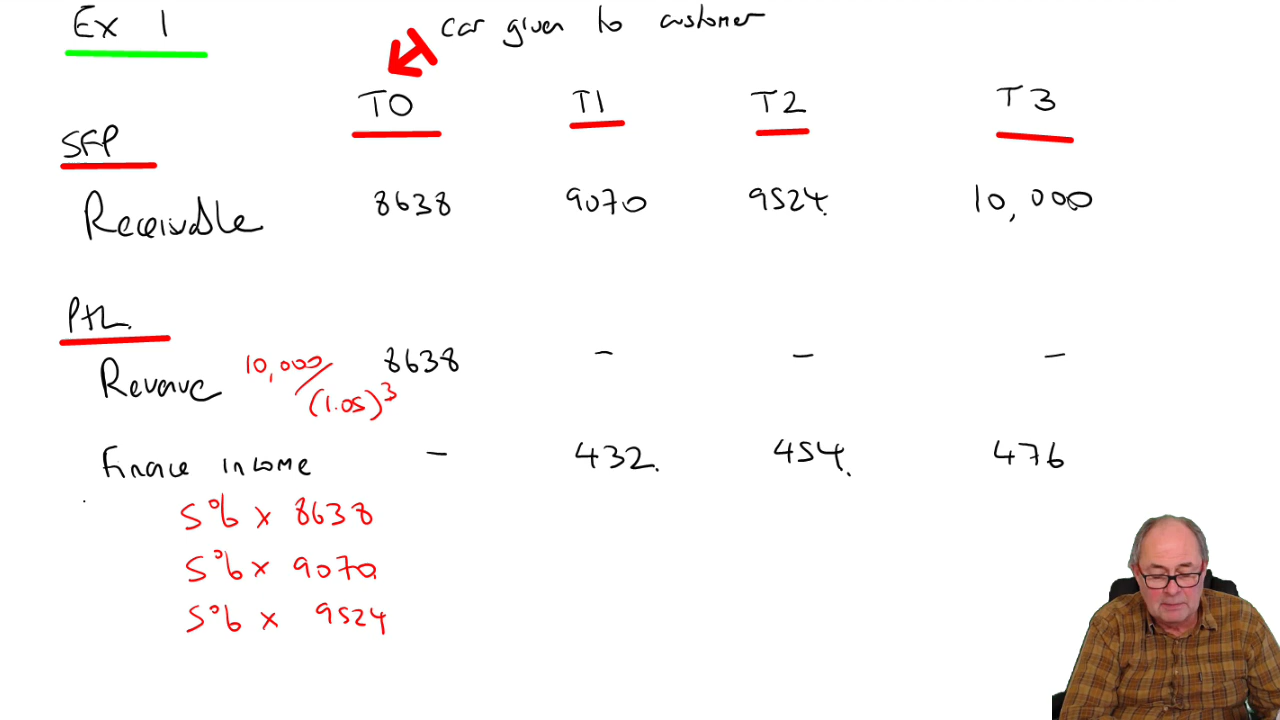 Ex 1
car given to customer
T0 T1 T2 T3
SFP
Receivable 8638 9070 9524. 10,000
P+L.
Revenue 10,000/(1.05)³ 8638 - - -
Finance income - 432. 454. 476
5% x 8638
5% x 9070
5% x 9524